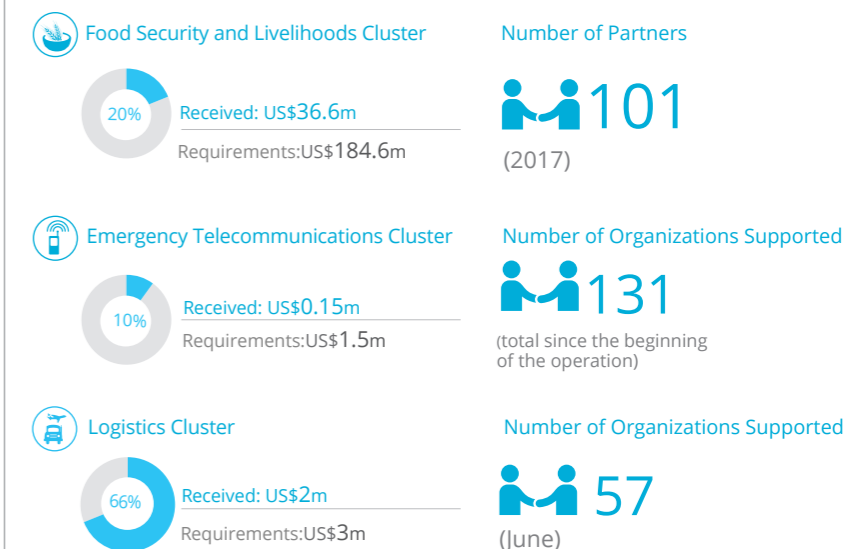 Food Security and Livelihoods Cluster
Number of Partners
20%
Received: US$36.6m
Requirements:US$184.6m
101
(2017)
Emergency Telecommunications Cluster
Number of Organizations Supported
10%
Received: US$0.15m
Requirements:US$1.5m
131
(total since the beginning
of the operation)
Logistics Cluster
Number of Organizations Supported
66%
Received: US$2m
Requirements:US$3m
57
(June)